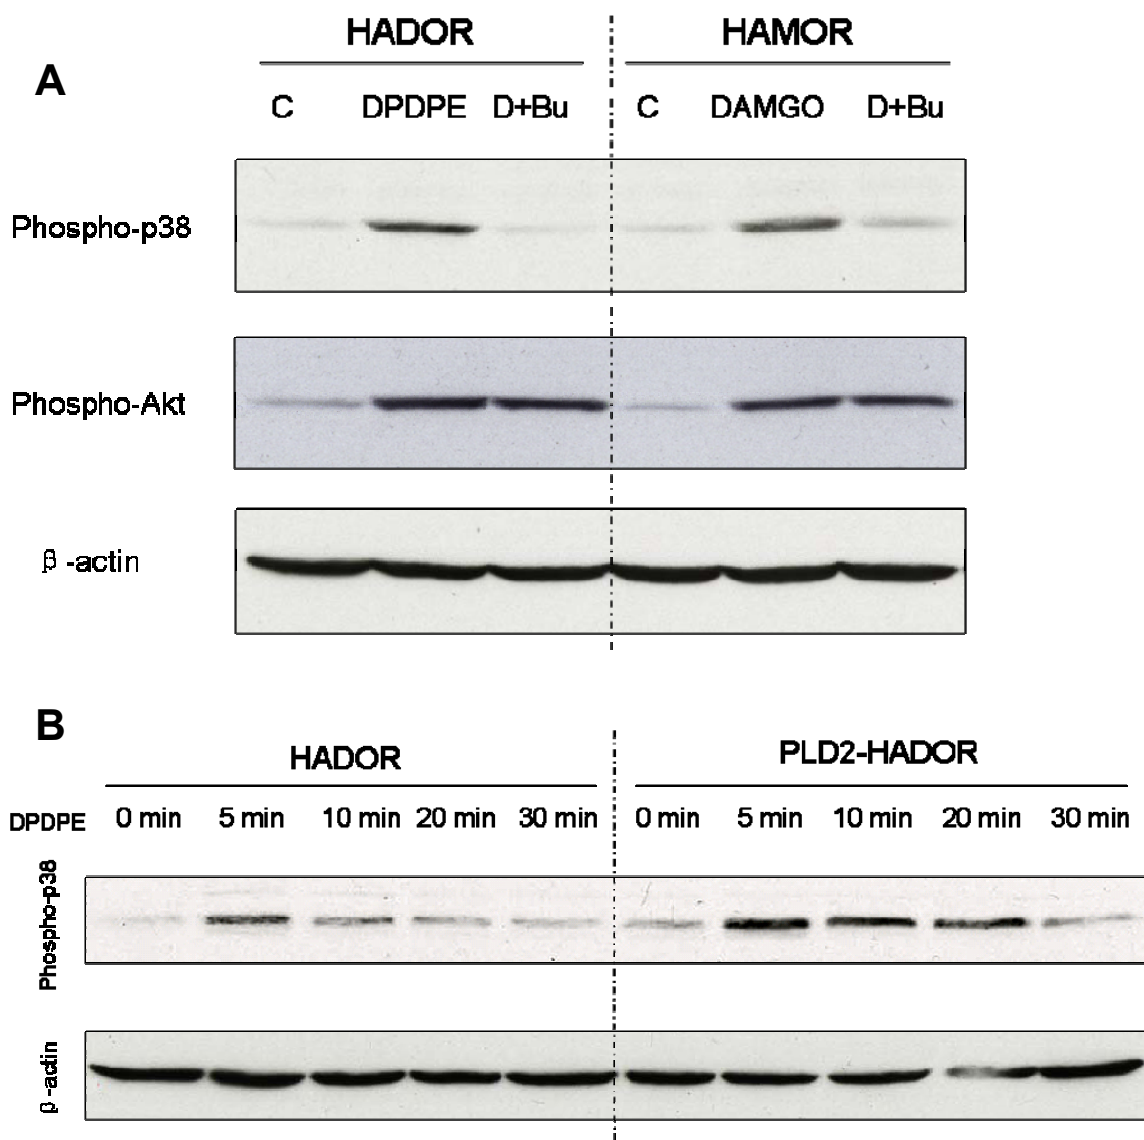 HADOR HAMOR
A
C DPDPE D+Bu C DAMGO D+Bu
Phospho-p38
Phospho-Akt
β-actin
B
HADOR PLD2-HADOR
DPDPE 0 min 5 min 10 min 20 min 30 min 0 min 5 min 10 min 20 min 30 min
Phospho-p38
β-actin